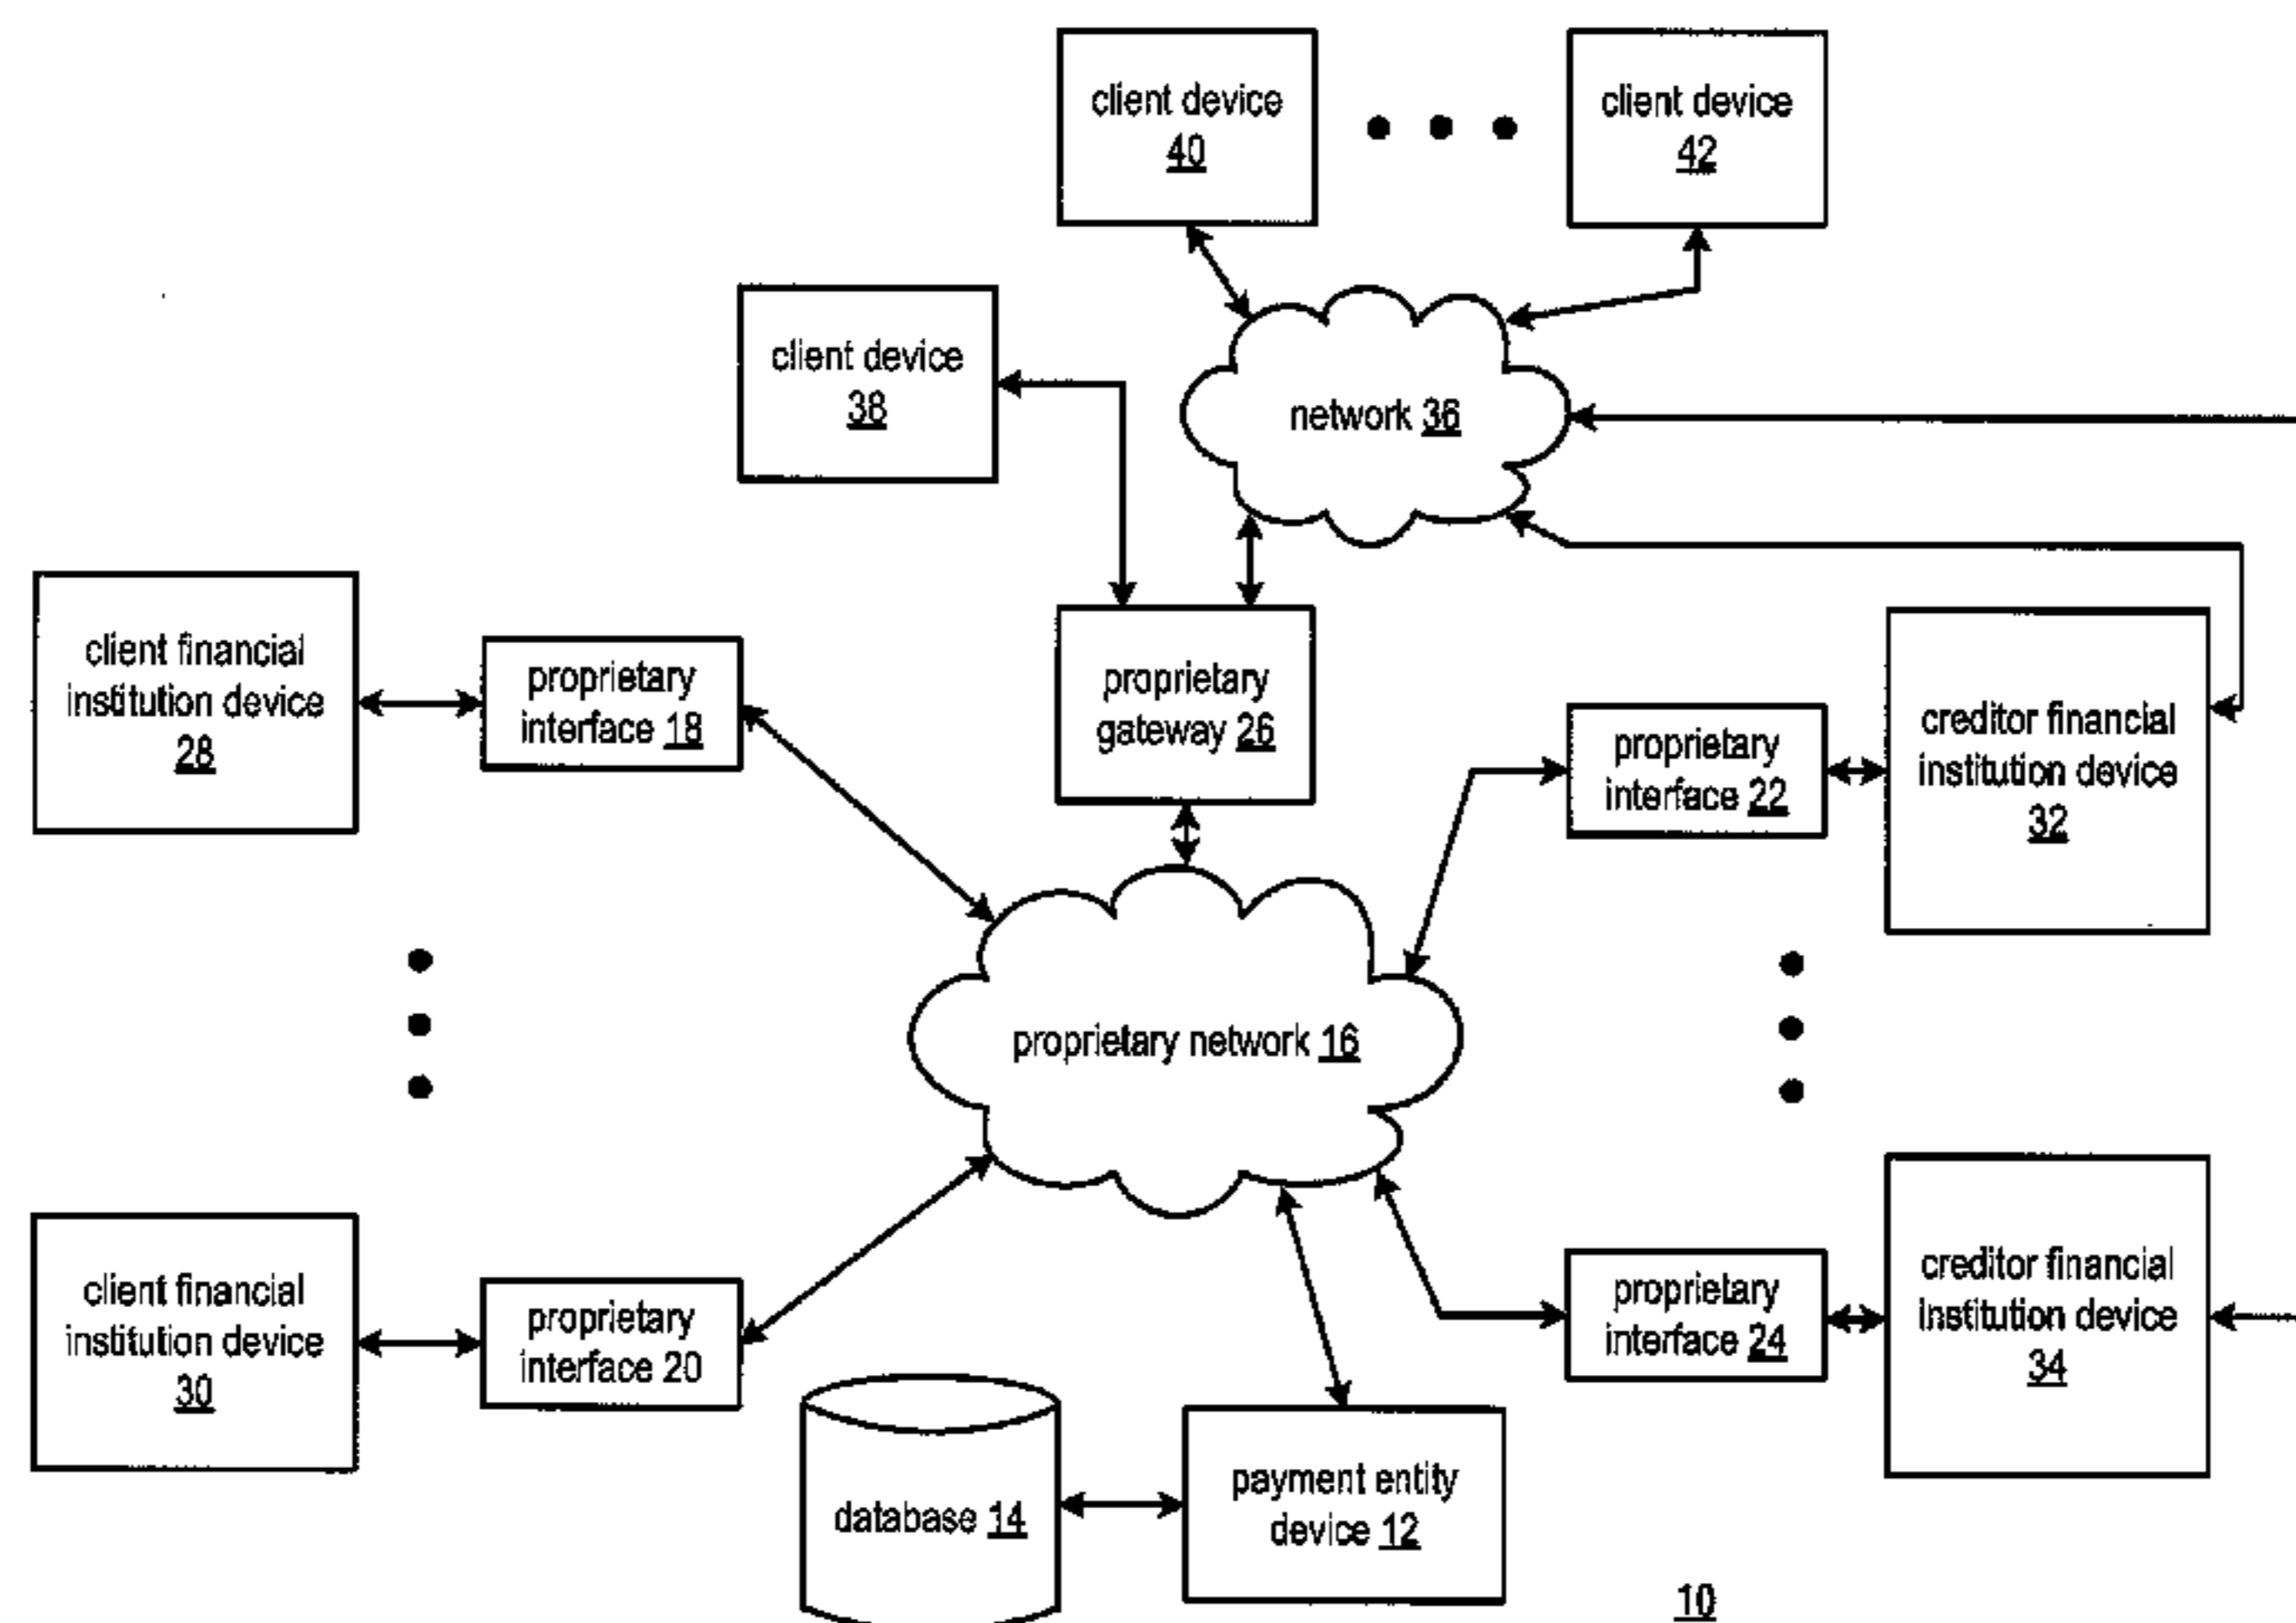 client device
40
client device
42
client device
38
network 36
client financial
institution device
28
proprietary
interface 18
proprietary
gateway 26
proprietary
interface 22
creditor financial
institution device
32
proprietary network 16
client financial
institution device
30
proprietary
interface 20
proprietary
interface 24
creditor financial
institution device
34
database 14
payment entity
device 12
10